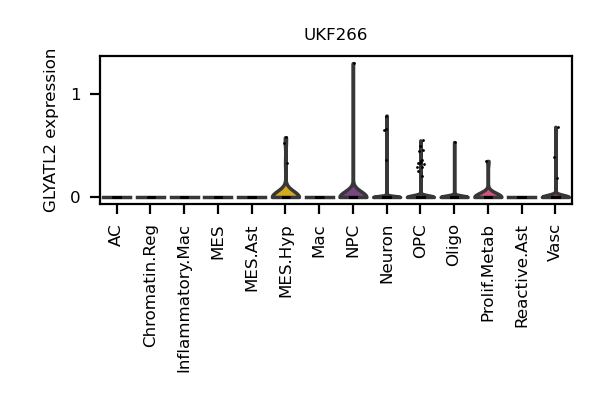 UKF266
GLYATL2 expression
1
0
AC
Chromatin.Reg
Inflammatory.Mac
MES
MES.Ast
MES.Hyp
Mac
NPC
Neuron
OPC
Oligo
Prolif.Metab
Reactive.Ast
Vasc